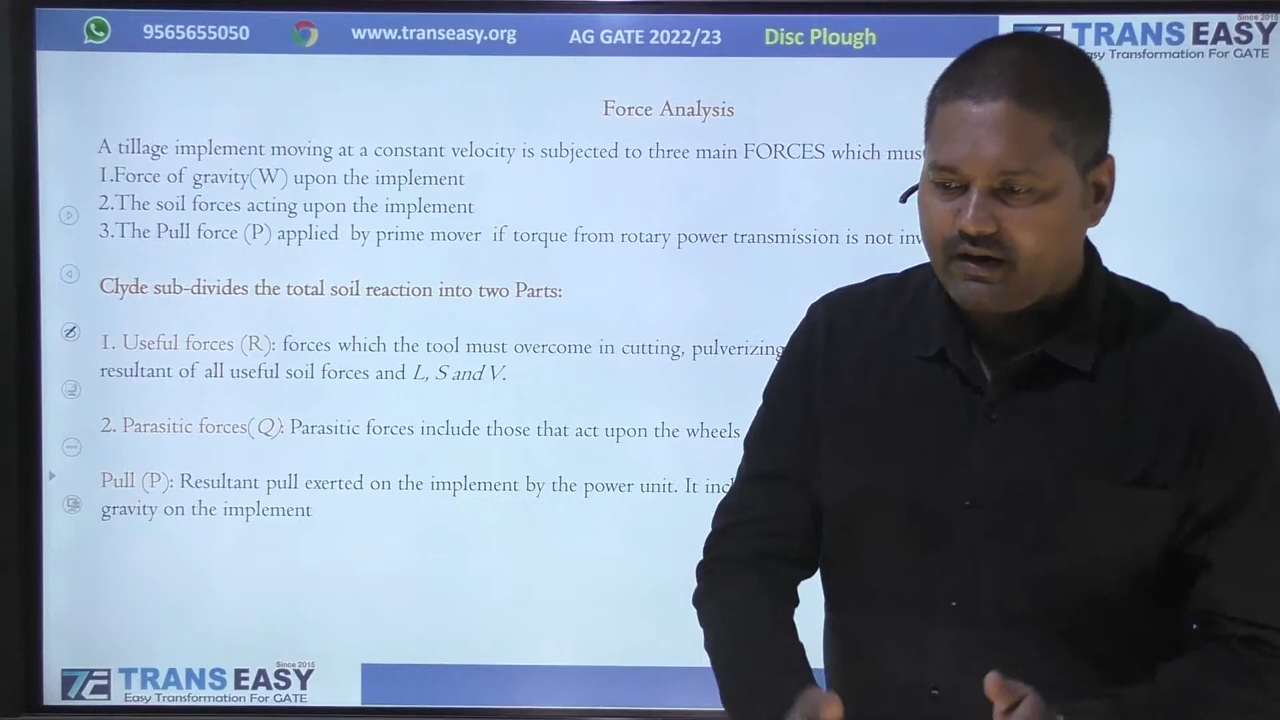 9565655050 www.transeasy.org AG GATE 2022/23 Disc Plough
Since 2015
TRANS EASY
Easy Transformation For GATE
Force Analysis
A tillage implement moving at a constant velocity is subjected to three main FORCES which
1.Force of gravity(W) upon the implement
2.The soil forces acting upon the implement
3.The Pull force (P) applied by prime mover if torque from rotary power transmission is not
Clyde sub-divides the total soil reaction into two Parts:
1. Useful forces (R): forces which the tool must overcome in cutting, pulverizing
resultant of all useful soil forces and L, S and V.
2. Parasitic forces(Q): Parasitic forces include those that act upon the wheels
Pull (P): Resultant pull exerted on the implement by the power unit. It
gravity on the implement
Since 2015
TRANS EASY
Easy Transformation For GATE